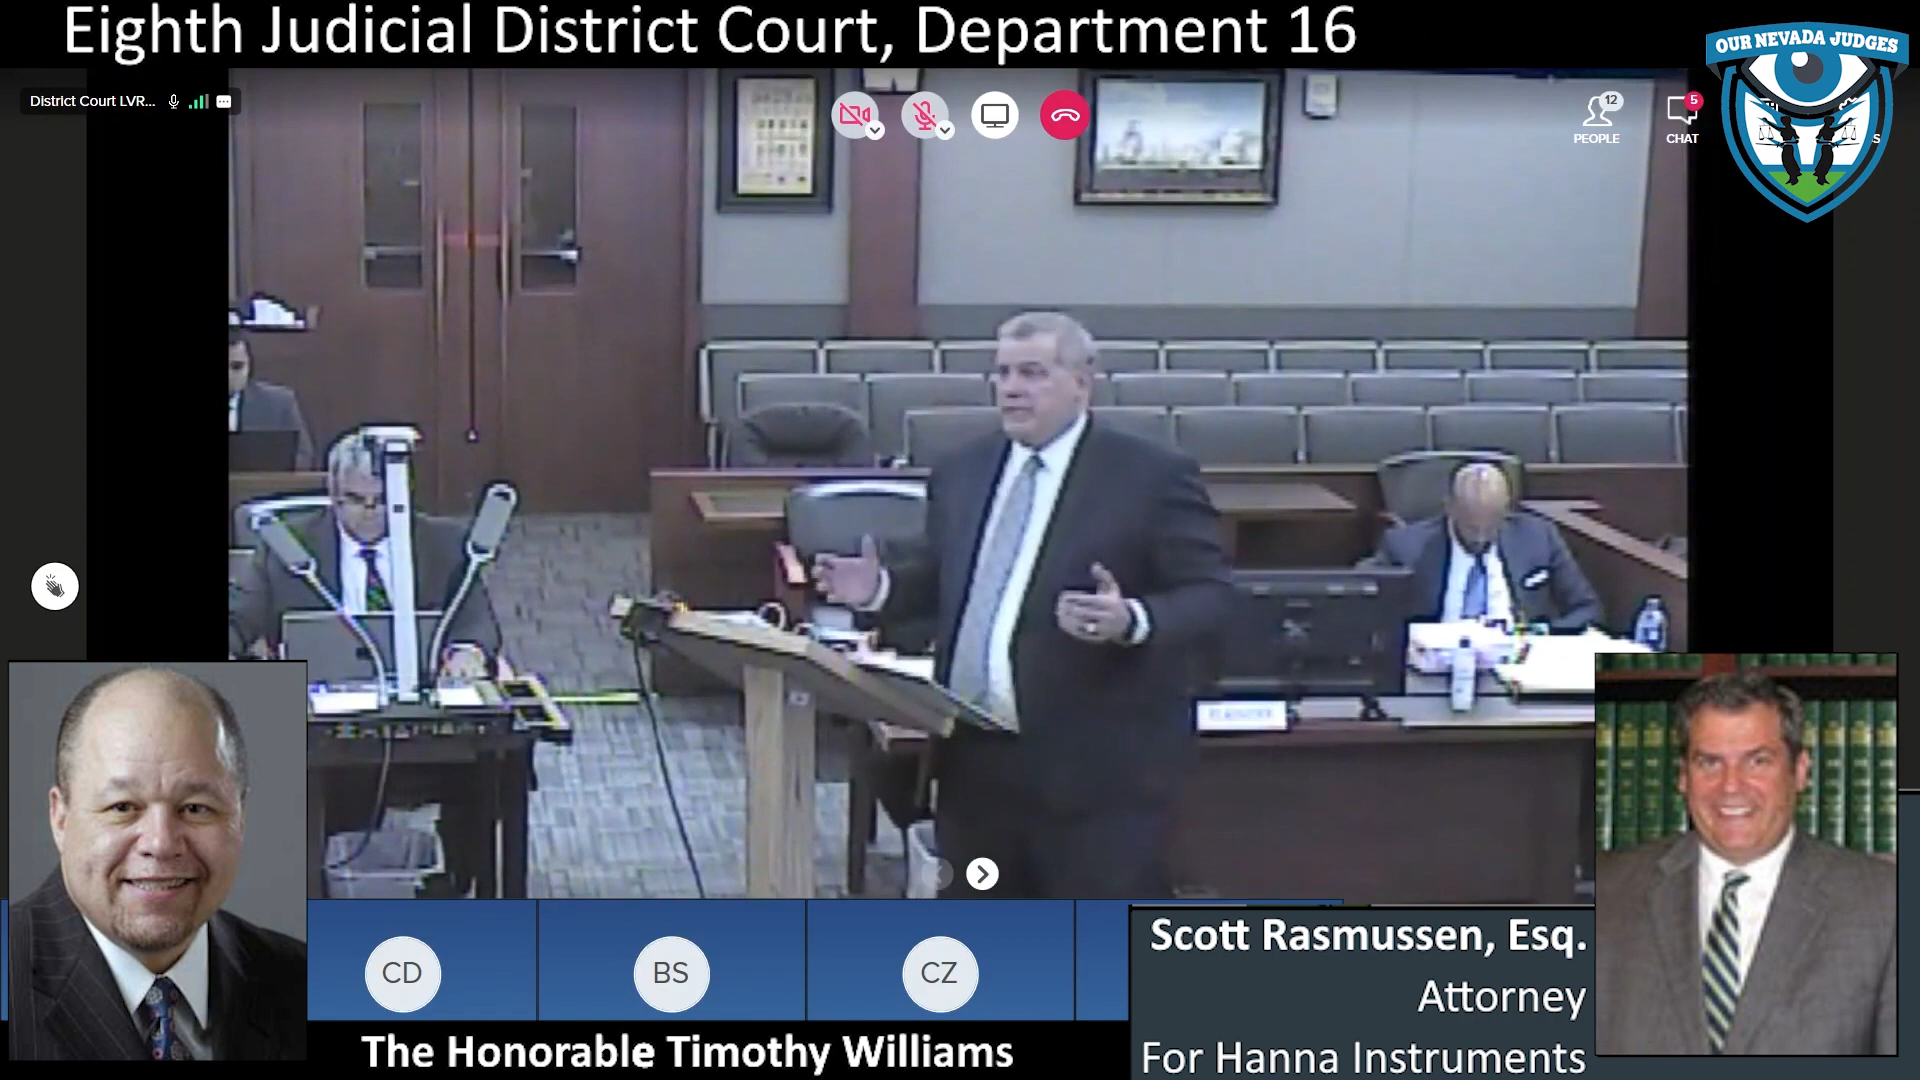 Eighth Judicial District Court, Department 16
OUR NEVADA JUDGES
District Court LVR...
12
PEOPLE
5
CHAT
CD
BS
CZ
The Honorable Timothy Williams
Scott Rasmussen, Esq.
Attorney
For Hanna Instruments